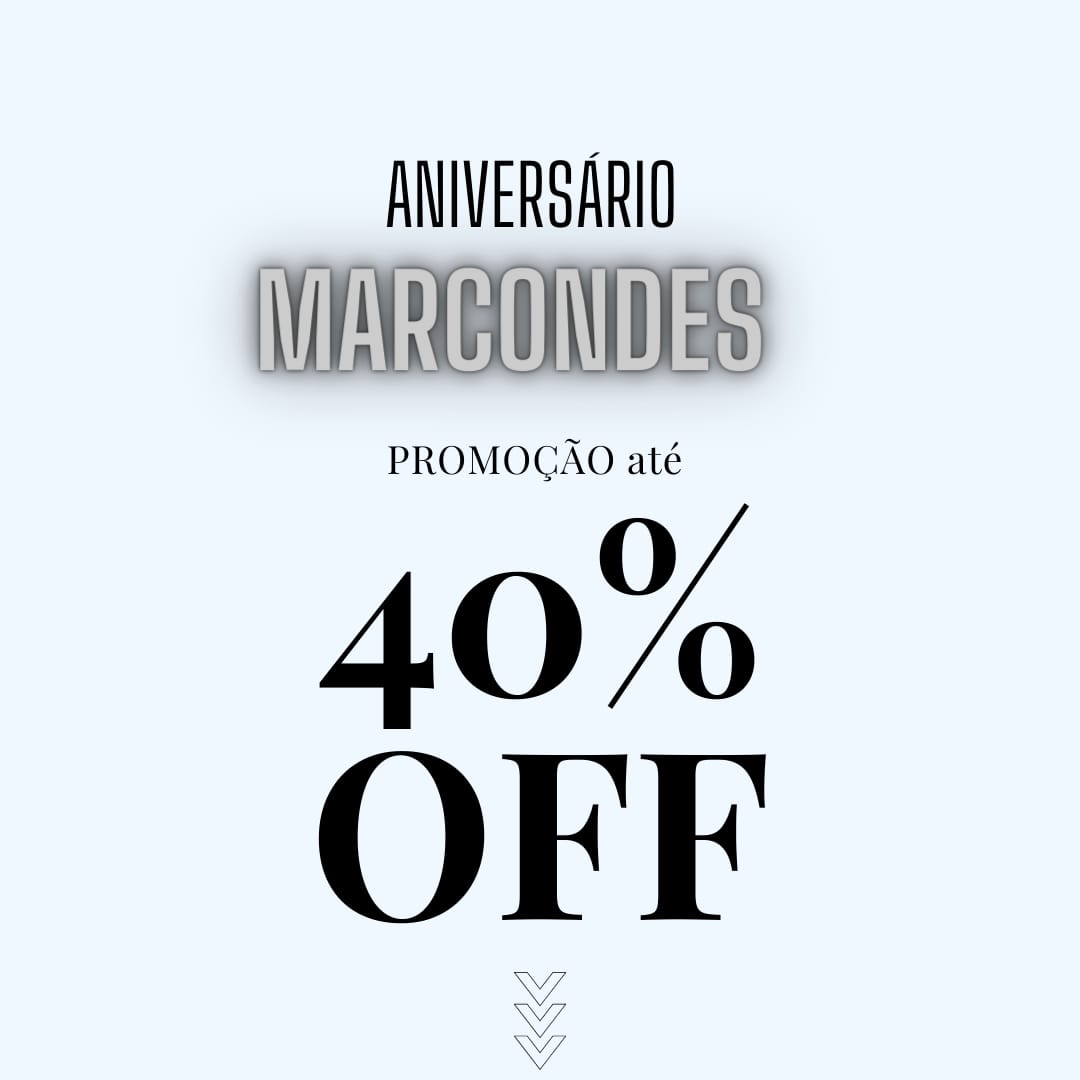 ANIVERSÁRIO
MARCONDES
PROMOÇÃO até
40%
OFF